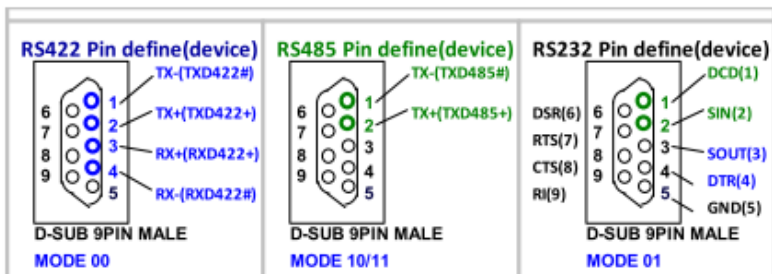 RS422 Pin define(device)
TX-(TXD422#)
1
6
TX+(TXD422+)
2
7
RX+(RXD422+)
3
8
4
9
RX-(RXD422#)
5
D-SUB 9PIN MALE
MODE 00
RS485 Pin define(device)
TX-(TXD485#)
1
6
TX+(TXD485+)
2
7
3
8
4
9
5
D-SUB 9PIN MALE
MODE 10/11
RS232 Pin define(device)
DCD(1)
1
DSR(6)
6
SIN(2)
2
RTS(7)
7
SOUT(3)
3
CTS(8)
8
DTR(4)
4
RI(9)
9
GND(5)
5
D-SUB 9PIN MALE
MODE 01